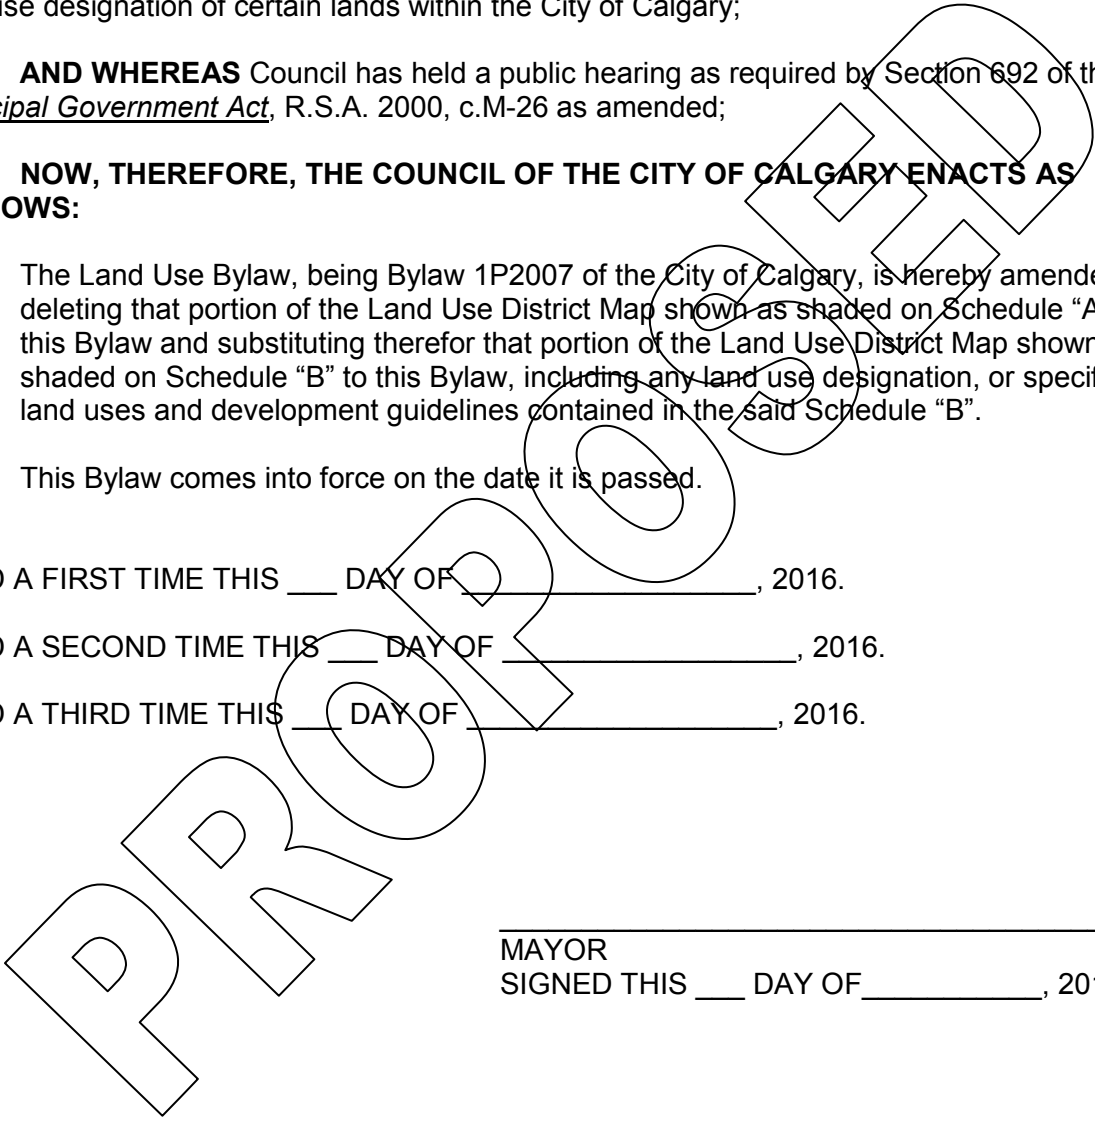 use designation of certain lands within the City of Calgary;
AND WHEREAS Council has held a public hearing as required by Section 692 of th
cipal Government Act, R.S.A. 2000, c.M-26 as amended;
NOW, THEREFORE, THE COUNCIL OF THE CITY OF CALGARY ENACTS AS
OWS:
The Land Use Bylaw, being Bylaw 1P2007 of the City of Calgary, is hereby amende
deleting that portion of the Land Use District Map shown as shaded on Schedule “A
this Bylaw and substituting therefor that portion of the Land Use District Map shown
shaded on Schedule “B” to this Bylaw, including any land use designation, or specif
land uses and development guidelines contained in the said Schedule “B”.
This Bylaw comes into force on the date it is passed.
D A FIRST TIME THIS ___ DAY OF __________________, 2016.
D A SECOND TIME THIS ___ DAY OF __________________, 2016.
D A THIRD TIME THIS ___ DAY OF ___________________, 2016.
MAYOR
SIGNED THIS ___ DAY OF___________, 201
PROPOSED